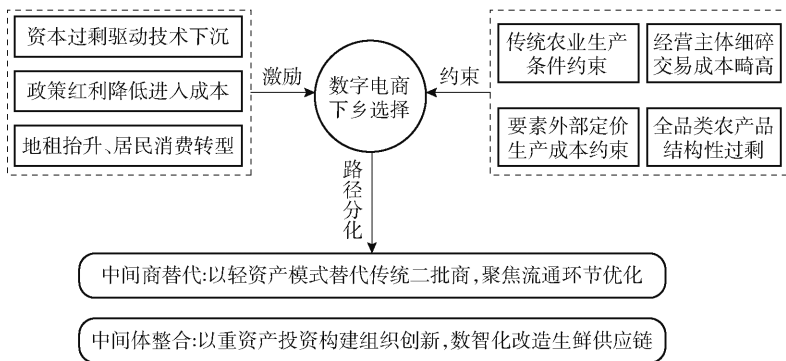 资本过剩驱动技术下沉
政策红利降低进入成本
地租抬升、居民消费转型
激励
数字电商
下乡选择
约束
传统农业生产
条件约束
经营主体细碎
交易成本畸高
要素外部定价
生产成本约束
全品类农产品
结构性过剩
路径分化
中间商替代:以轻资产模式替代传统二批商,聚焦流通环节优化
中间体整合:以重资产投资构建组织创新,数智化改造生鲜供应链